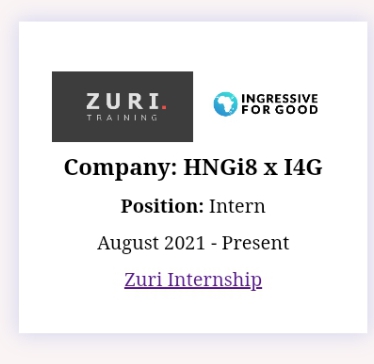 ZURI.
TRAINING
INGRESSIVE
FOR GOOD
Company: HNGi8 x I4G
Position: Intern
August 2021 - Present
Zuri Internship